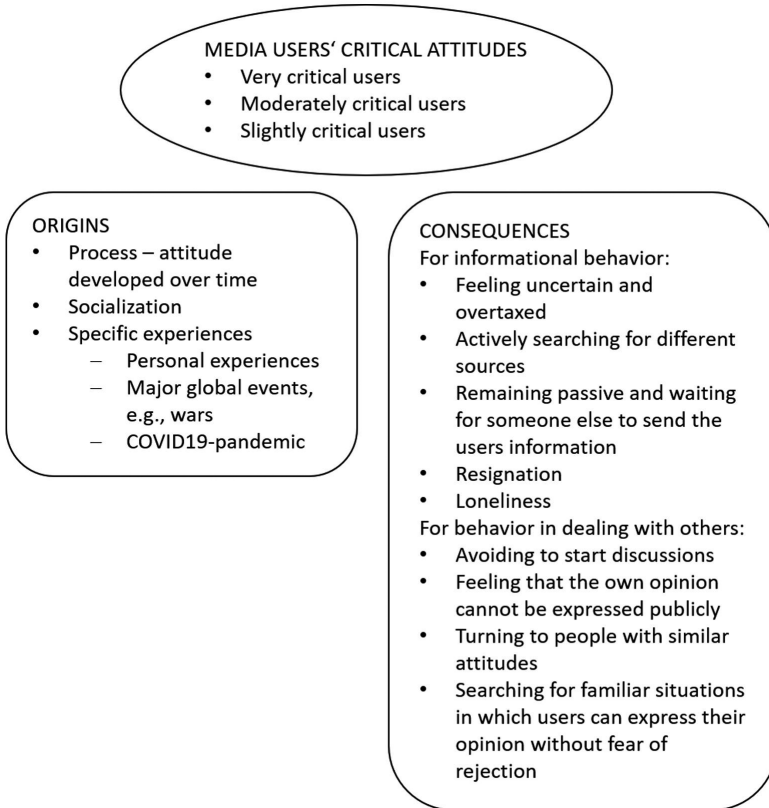 MEDIA USERS‘ CRITICAL ATTITUDES
• Very critical users
• Moderately critical users
• Slightly critical users
ORIGINS
• Process – attitude
developed over time
• Socialization
• Specific experiences
– Personal experiences
– Major global events,
e.g., wars
– COVID19-pandemic
CONSEQUENCES
For informational behavior:
• Feeling uncertain and
overtaxed
• Actively searching for different
sources
• Remaining passive and waiting
for someone else to send the
users information
• Resignation
• Loneliness
For behavior in dealing with others:
• Avoiding to start discussions
• Feeling that the own opinion
cannot be expressed publicly
• Turning to people with similar
attitudes
• Searching for familiar situations
in which users can express their
opinion without fear of
rejection